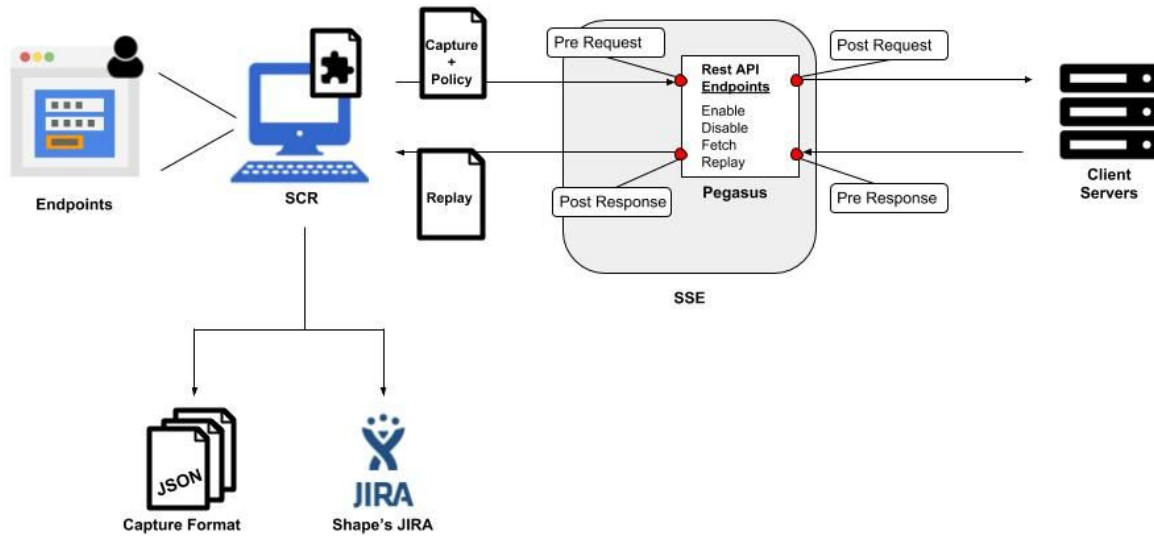 Capture
+
Policy
Pre Request
Post Request
Rest API
Endpoints
Enable
Disable
Fetch
Replay
Pegasus
Post Response
Pre Response
SSE
Endpoints
SCR
Replay
Client
Servers
JSON
Capture Format
JIRA
Shape's JIRA